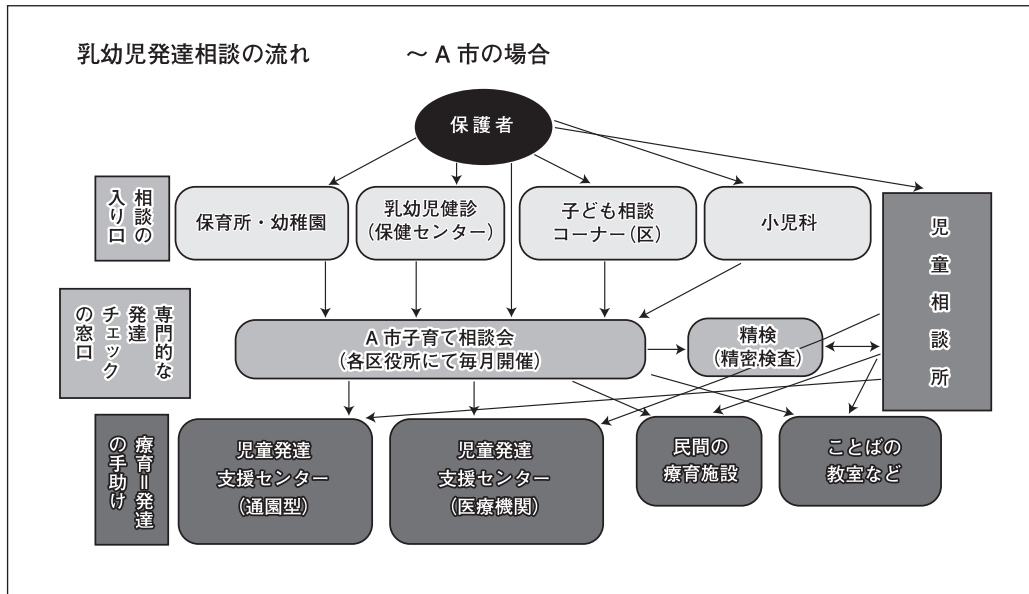 乳幼児発達相談の流れ　　　～A市の場合
保護者
相談の
入り口
保育所・幼稚園
乳幼児健診
(保健センター)
子ども相談
コーナー(区)
小児科
児童相談所
専門的な
発達
チェック
の窓口
A市子育て相談会
(各区役所にて毎月開催)
精検
(精密検査)
療育＝発達
の手助け
児童発達
支援センター
(通園型)
児童発達
支援センター
(医療機関)
民間の
療育施設
ことばの
教室など